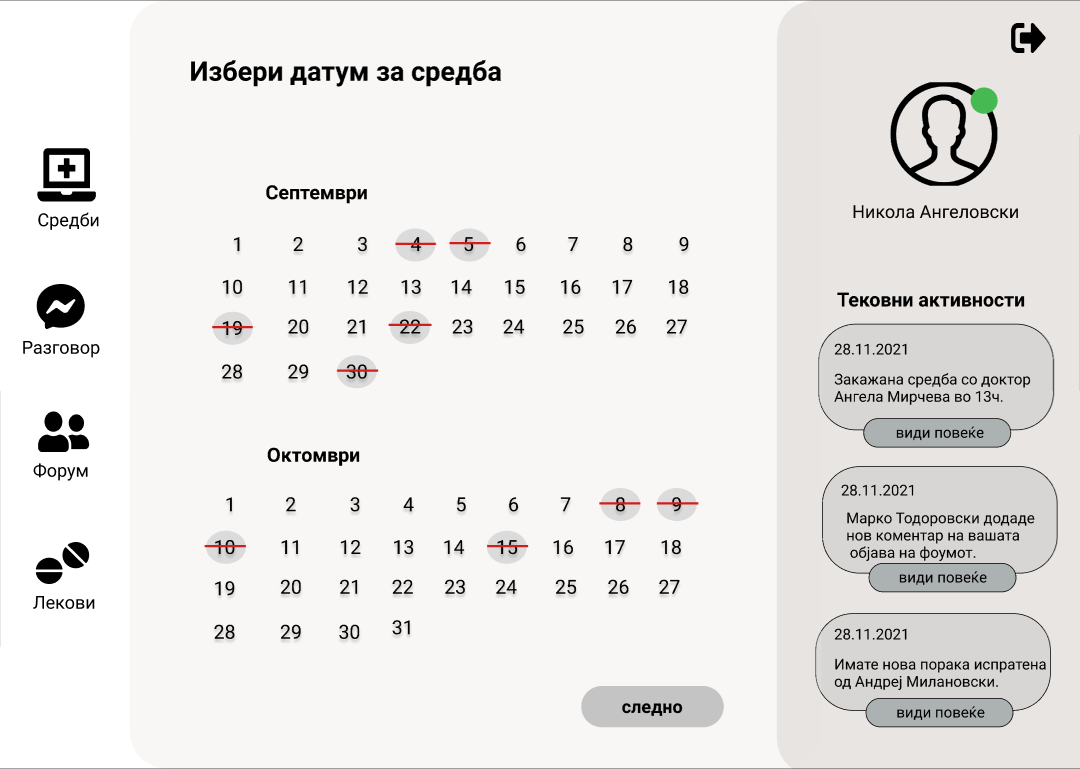 Избери датум за средба
Средби
Разговор
Форум
Лекови
Септември
1 2 3 4 5 6 7 8 9
10 11 12 13 14 15 16 17 18
19 20 21 22 23 24 25 26 27
28 29 30
Октомври
1 2 3 4 5 6 7 8 9
10 11 12 13 14 15 16 17 18
19 20 21 22 23 24 25 26 27
28 29 30 31
следно
Никола Ангеловски
Тековни активности
28.11.2021
Закажана средба со доктор
Ангела Мирчева во 13ч.
види повеќе
28.11.2021
Марко Тодоровски додаде
нов коментар на вашата
објава на фоумот.
види повеќе
28.11.2021
Имате нова порака испратена
од Андреј Милановски.
види повеќе